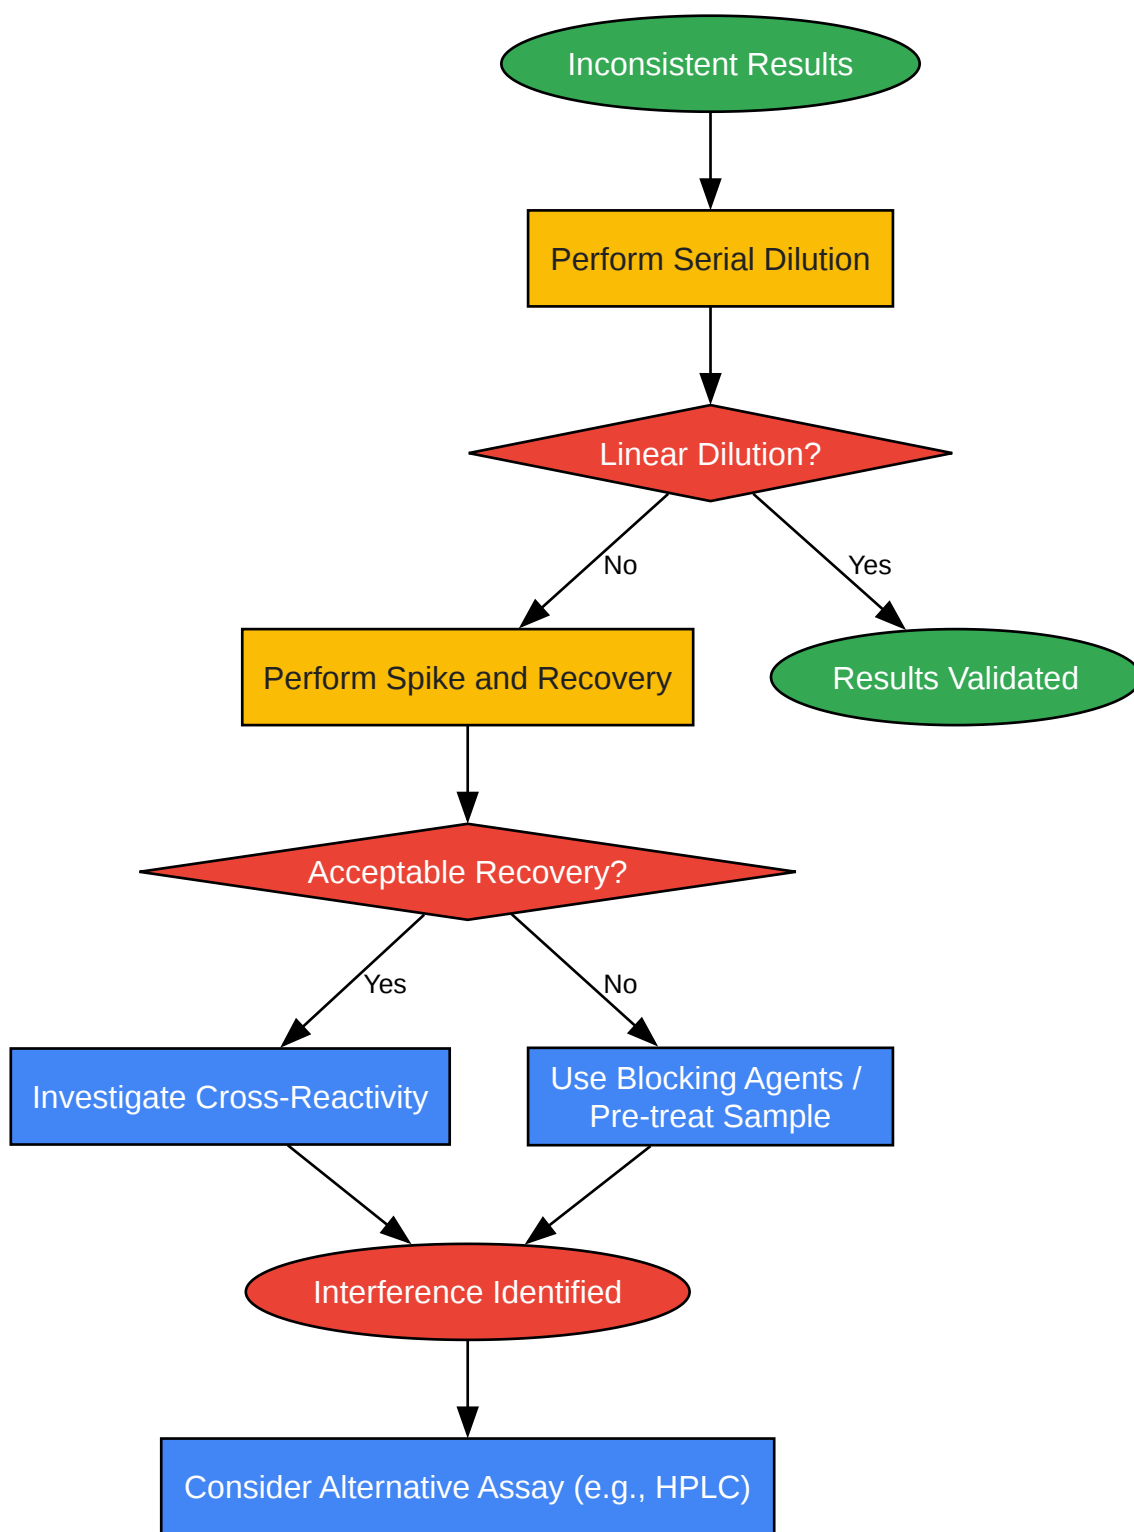 Inconsistent Results
Perform Serial Dilution
Linear Dilution?
No
Yes
Perform Spike and Recovery
Results Validated
Acceptable Recovery?
Yes
No
Investigate Cross-Reactivity
Use Blocking Agents /
Pre-treat Sample
Interference Identified
Consider Alternative Assay (e.g., HPLC)